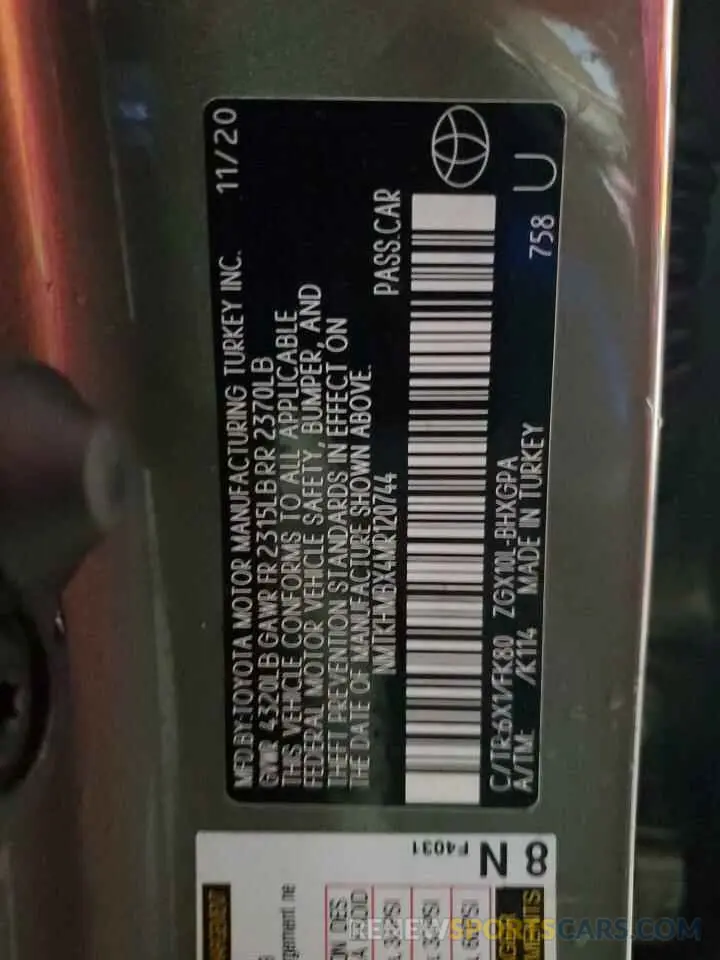 MFD.BY:TOYOTA MOTOR MANUFACTURING TURKEY INC. 11/20
GVWR 4320LB GAWR FR 2315LB RR 2370LB
THIS VEHICLE CONFORMS TO ALL APPLICABLE
FEDERAL MOTOR VEHICLE SAFETY, BUMPER, AND
THEFT PREVENTION STANDARDS IN EFFECT ON
THE DATE OF MANUFACTURE SHOWN ABOVE.
NMTKHMBX4MR120744 PASS.CAR
C/TR:6X1/FK80 ZGX10L-BHXGPA 758 U
A/TM: /K114 MADE IN TURKEY
8 N
F4031
RENEWSPORTSCARS.COM